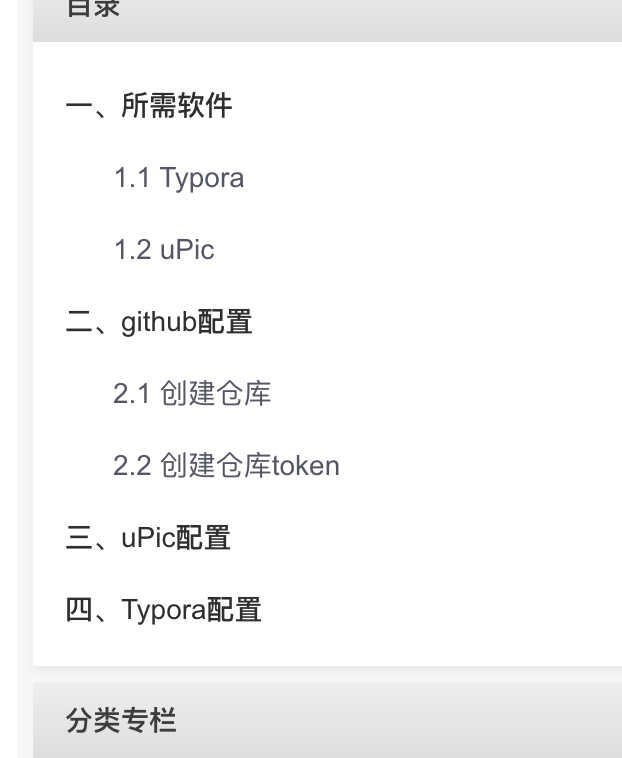 目录
一、所需软件
1.1 Typora
1.2 uPic
二、github配置
2.1 创建仓库
2.2 创建仓库token
三、uPic配置
四、Typora配置
分类专栏